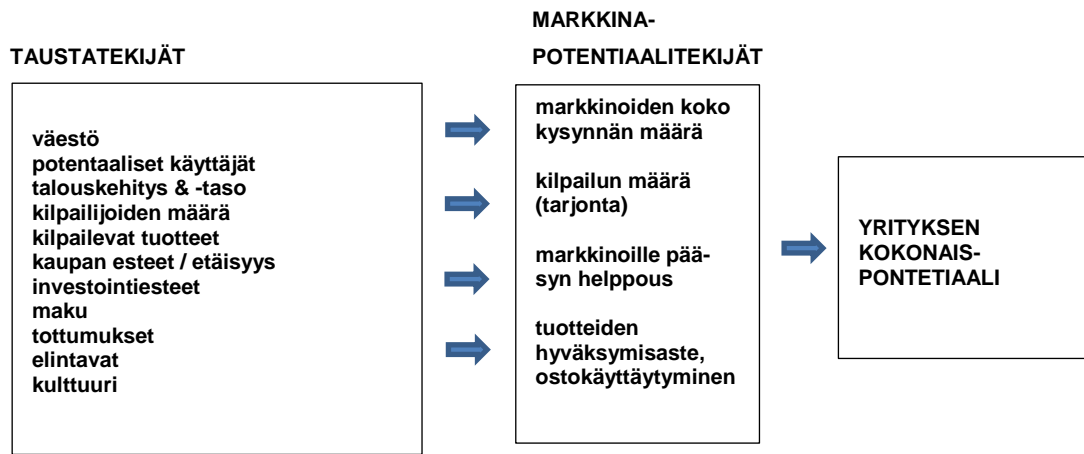 TAUSTATEKIJÄT
väestö
potentaaliset käyttäjät
talouskehitys & -taso
kilpailijoiden määrä
kilpailevat tuotteet
kaupan esteet / etäisyys
investointiesteet
maku
tottumukset
elintavat
kulttuuri
MARKKINA-
POTENTIAALITEKIJÄT
markkinoiden koko
kysynnän määrä
kilpailun määrä
(tarjonta)
markkinoille pää-
syn helppous
tuotteiden
hyväksymisaste,
ostokäyttäytyminen
YRITYKSEN
KOKONAIS-
PONTETIAALI